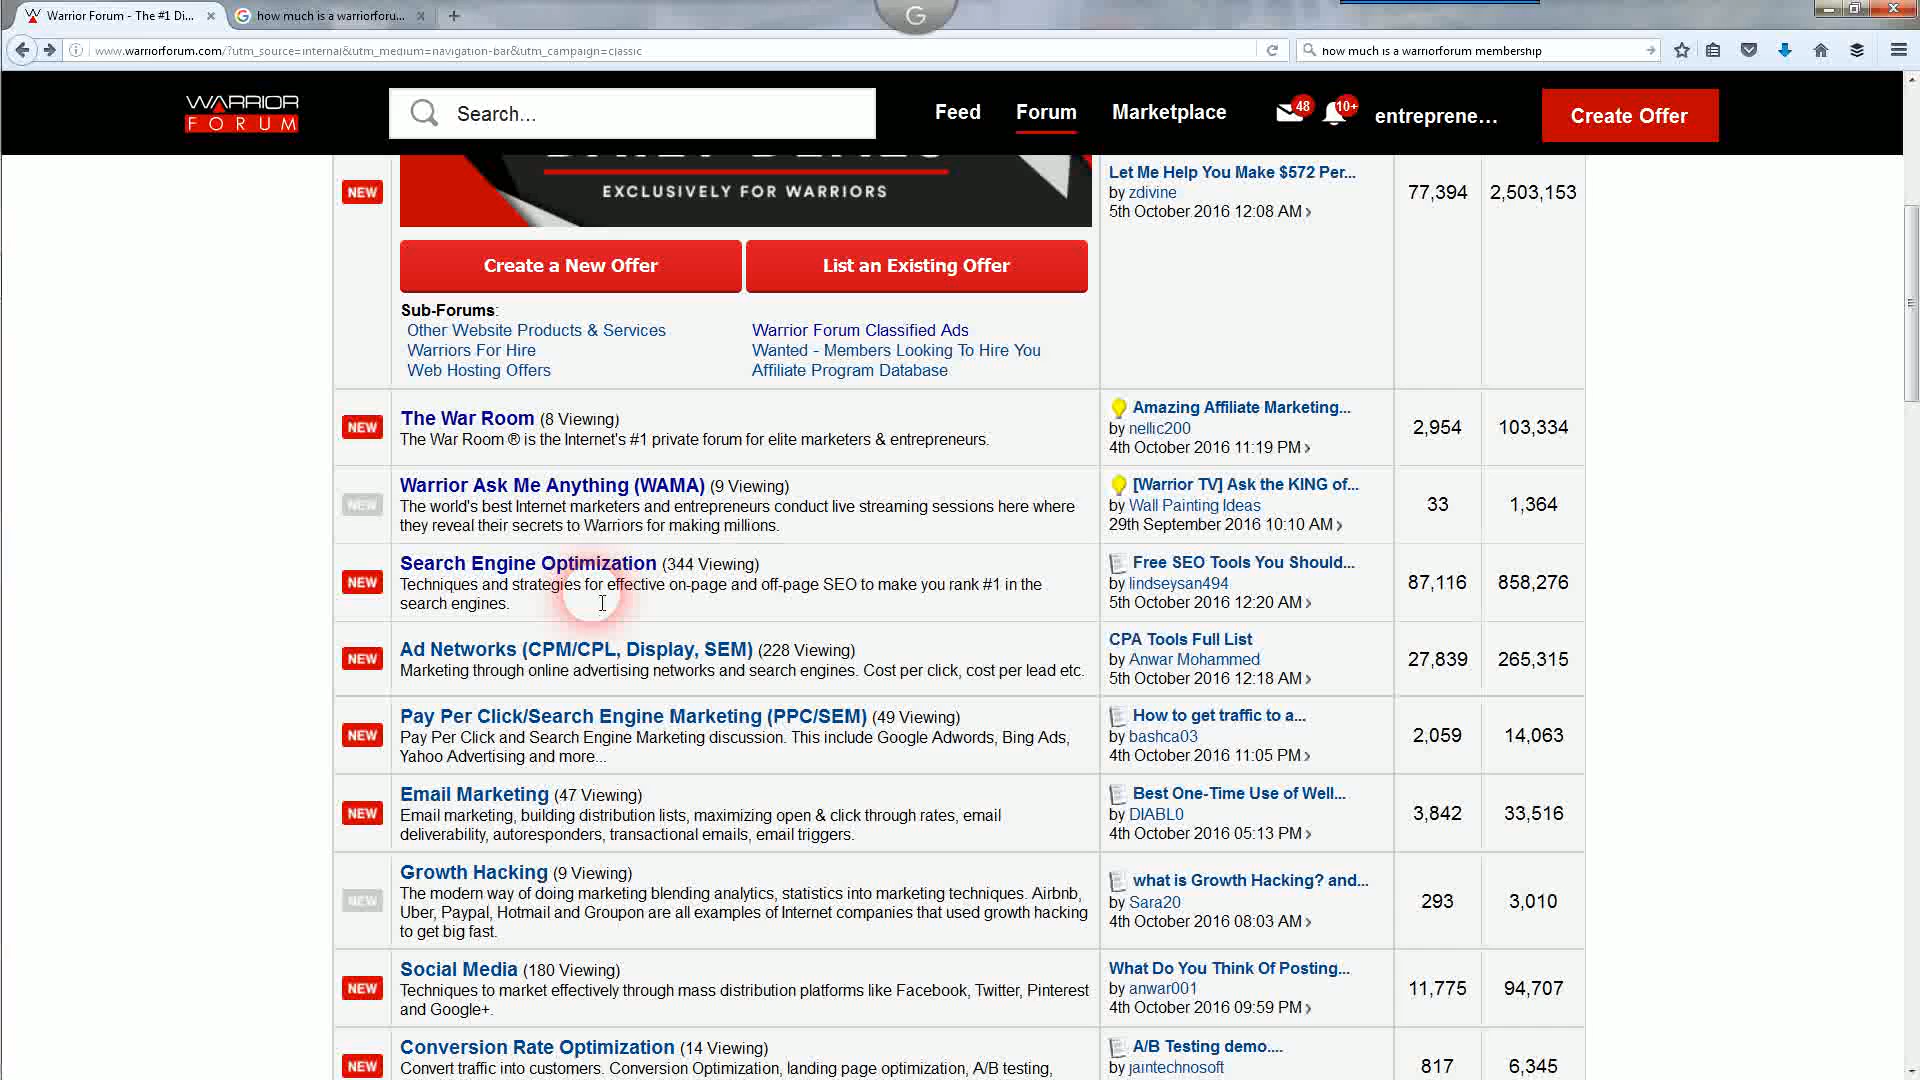 Warrior Forum - The #1 Di...
how much is a warriorforu...
G
www.warriorforum.com/?utm_source=internal&utm_medium=navigation-bar&utm_campaign=classic
how much is a warriorforum membership
WARRIOR
FORUM
Search...
Feed
Forum
Marketplace
48
10+
entreprene...
Create Offer
NEW
EXCLUSIVELY FOR WARRIORS
Let Me Help You Make $572 Per...
by zdivine
5th October 2016 12:08 AM
77,394
2,503,153
Create a New Offer
List an Existing Offer
Sub-Forums:
Other Website Products & Services
Warrior Forum Classified Ads
Warriors For Hire
Wanted - Members Looking To Hire You
Web Hosting Offers
Affiliate Program Database
NEW
The War Room (8 Viewing)
The War Room ® is the Internet's #1 private forum for elite marketers & entrepreneurs.
Amazing Affiliate Marketing...
by nellic200
4th October 2016 11:19 PM
2,954
103,334
NEW
Warrior Ask Me Anything (WAMA) (9 Viewing)
The world's best Internet marketers and entrepreneurs conduct live streaming sessions here where
they reveal their secrets to Warriors for making millions.
[Warrior TV] Ask the KING of...
by Wall Painting Ideas
29th September 2016 10:10 AM
33
1,364
NEW
Search Engine Optimization (344 Viewing)
Techniques and strategies for effective on-page and off-page SEO to make you rank #1 in the
search engines.
Free SEO Tools You Should...
by lindseysan494
5th October 2016 12:20 AM
87,116
858,276
NEW
Ad Networks (CPM/CPL, Display, SEM) (228 Viewing)
Marketing through online advertising networks and search engines. Cost per click, cost per lead etc.
CPA Tools Full List
by Anwar Mohammed
5th October 2016 12:18 AM
27,839
265,315
NEW
Pay Per Click/Search Engine Marketing (PPC/SEM) (49 Viewing)
Pay Per Click and Search Engine Marketing discussion. This include Google Adwords, Bing Ads,
Yahoo Advertising and more...
How to get traffic to a...
by bashca03
4th October 2016 11:05 PM
2,059
14,063
NEW
Email Marketing (47 Viewing)
Email marketing, building distribution lists, maximizing open & click through rates, email
deliverability, autoresponders, transactional emails, email triggers.
Best One-Time Use of Well...
by DIABL0
4th October 2016 05:13 PM
3,842
33,516
NEW
Growth Hacking (9 Viewing)
The modern way of doing marketing blending analytics, statistics into marketing techniques. Airbnb,
Uber, Paypal, Hotmail and Groupon are all examples of Internet companies that used growth hacking
to get big fast.
what is Growth Hacking? and...
by Sara20
4th October 2016 08:03 AM
293
3,010
NEW
Social Media (180 Viewing)
Techniques to market effectively through mass distribution platforms like Facebook, Twitter, Pinterest
and Google+.
What Do You Think Of Posting...
by anwar001
4th October 2016 09:59 PM
11,775
94,707
NEW
Conversion Rate Optimization (14 Viewing)
Convert traffic into customers. Conversion Optimization, landing page optimization, A/B testing,
A/B Testing demo....
by jaintechnosoft
817
6,345